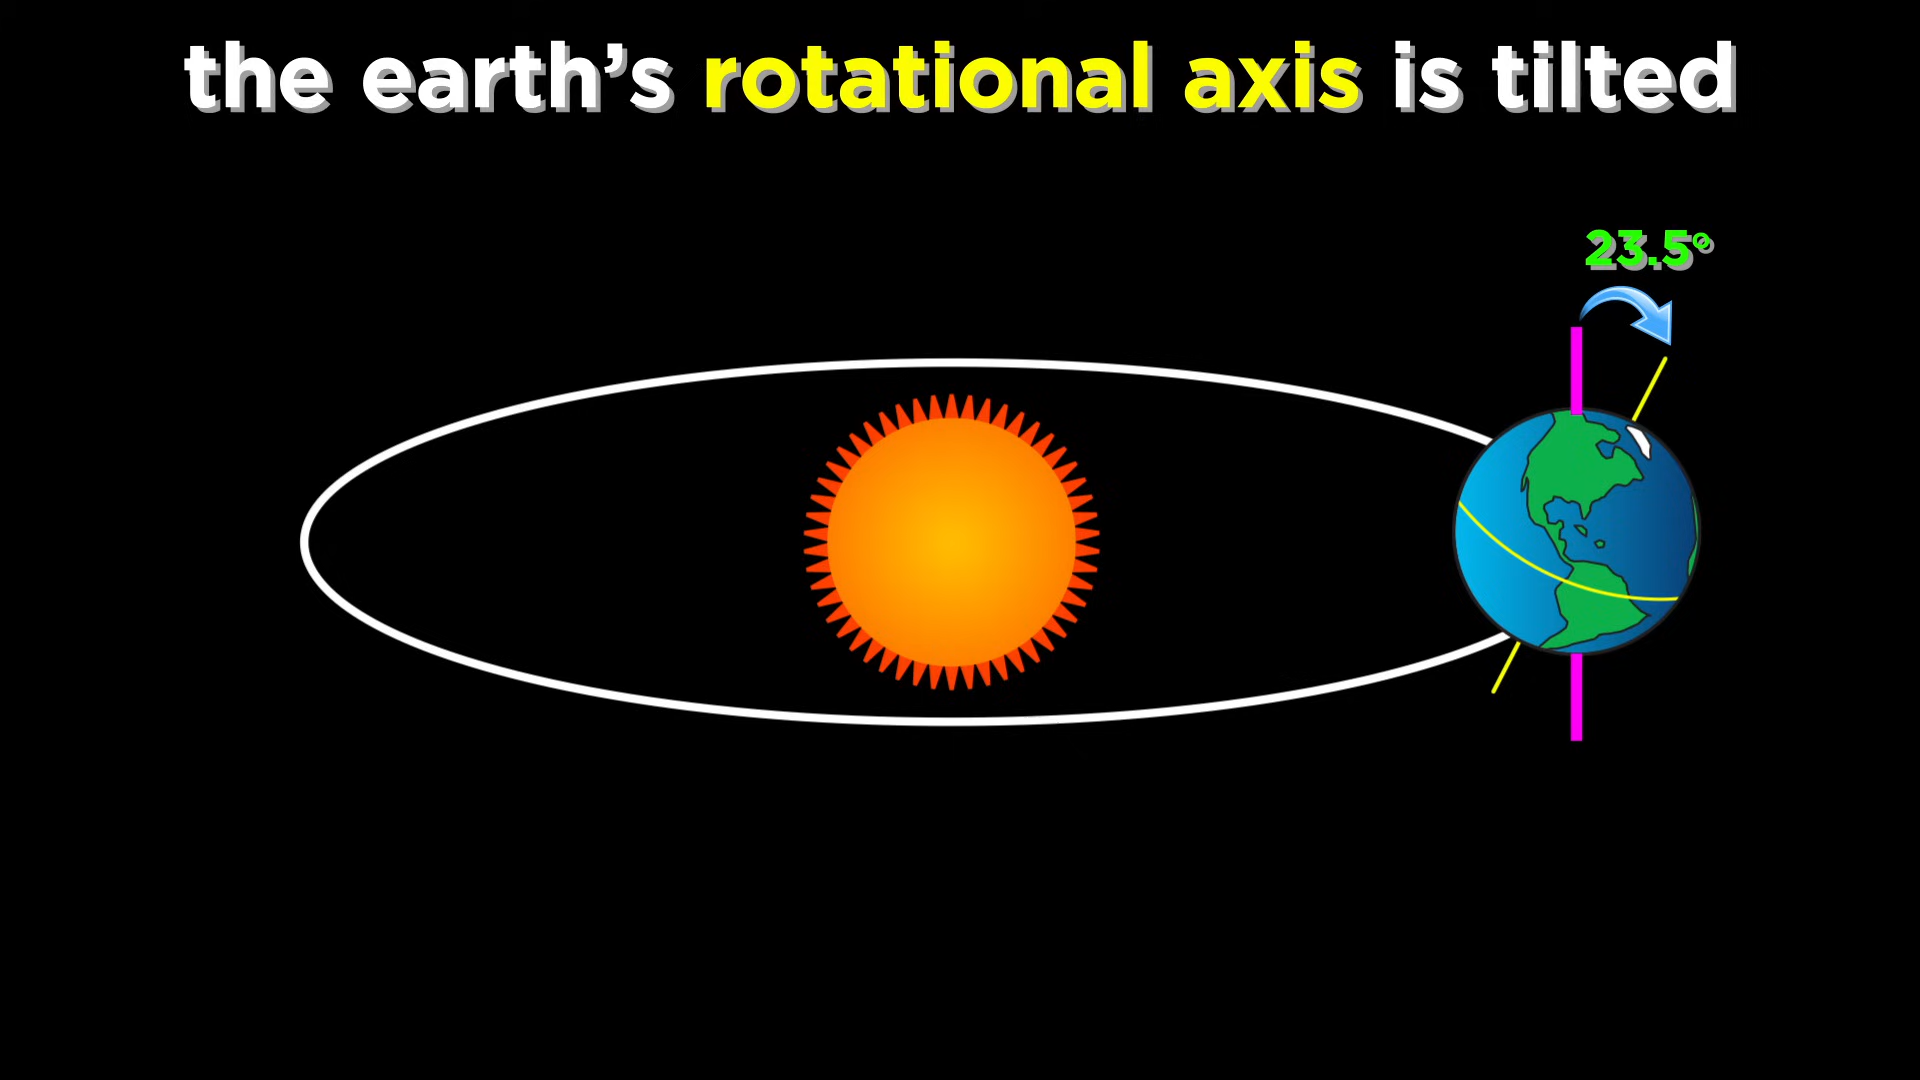 the earth’s rotational axis is tilted
23.5°